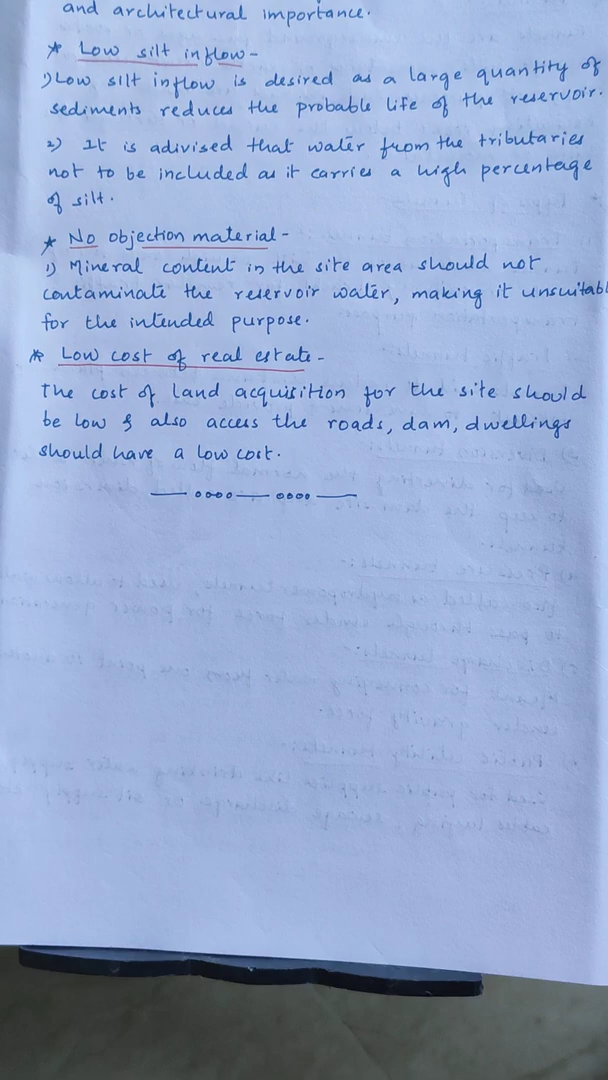 and architectural importance.
* Low silt inflow -
1) Low silt inflow is desired as a large quantity of
sediments reduces the probable life of the reservoir.
2) It is adivised that water from the tributaries
not to be included as it carries a high percentage
of silt.
* No objection material -
1) Mineral content in the site area should not
contaminate the reservoir water, making it unsuitabl
for the intended purpose.
* Low cost of real estate -
The cost of land acquisition for the site should
be low & also access the roads, dam, dwellings
should have a low cost.